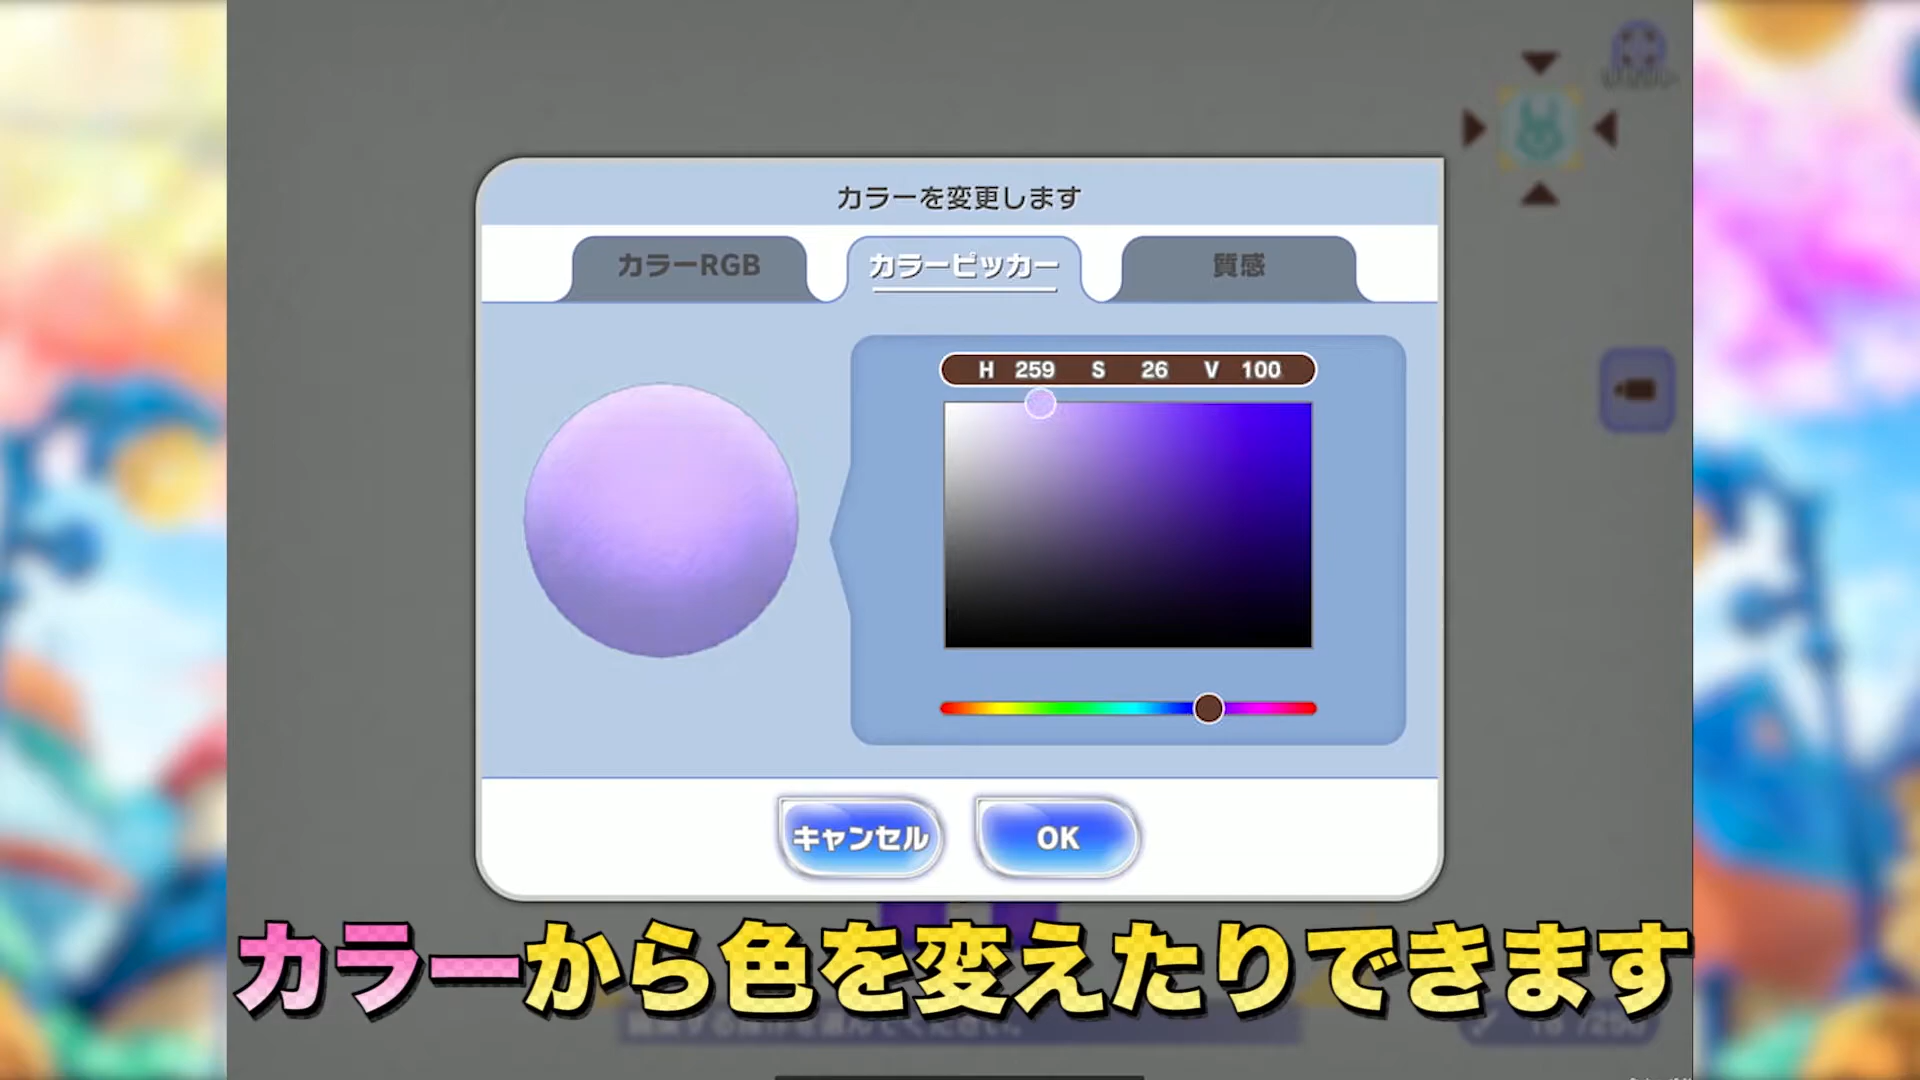 カラーを変更します
カラーRGB
カラーピッカー
質感
H 259 S 26 V 100
キャンセル
OK
カラーから色を変えたりできます